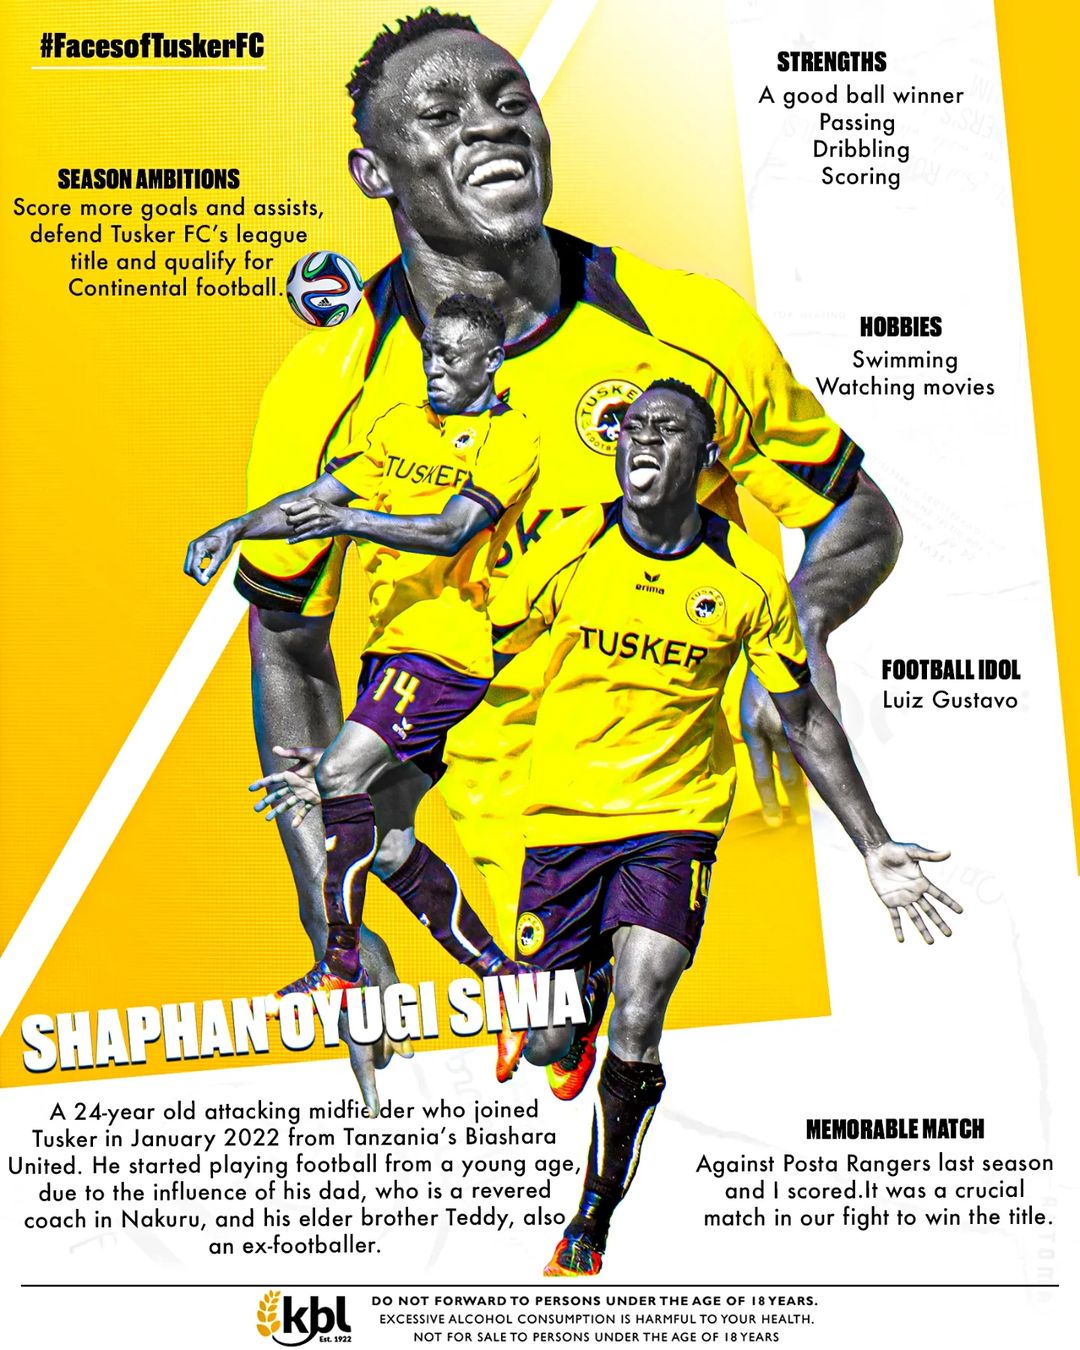 #FacesofTuskerFC
SEASON AMBITIONS
Score more goals and assists,
defend Tusker FC's league
title and qualify for
Continental football.
STRENGTHS
A good ball winner
Passing
Dribbling
Scoring
HOBBIES
Swimming
Watching movies
FOOTBALL IDOL
Luiz Gustavo
TUSKER
TUSKER
erima
TUSKER
14
erima
14
SHAPHAN OYUGI SIWA
A 24-year old attacking midfielder who joined
Tusker in January 2022 from Tanzania's Biashara
United. He started playing football from a young age,
due to the influence of his dad, who is a revered
coach in Nakuru, and his elder brother Teddy, also
an ex-footballer.
MEMORABLE MATCH
Against Posta Rangers last season
and I scored.It was a crucial
match in our fight to win the title.
kbl
Est. 1922
DO NOT FORWARD TO PERSONS UNDER THE AGE OF 18 YEARS.
EXCESSIVE ALCOHOL CONSUMPTION IS HARMFUL TO YOUR HEALTH.
NOT FOR SALE TO PERSONS UNDER THE AGE OF 18 YEARS